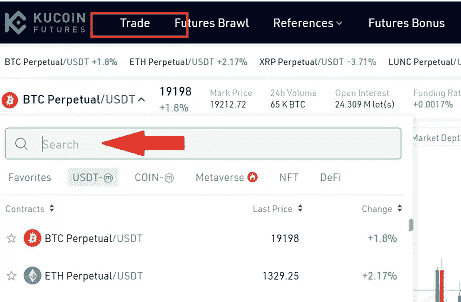 KUCOIN FUTURES Trade Futures Brawl References Futures Bonus
BTC Perpetual/USDT +1.8% ETH Perpetual/USDT +2.17% XRP Perpetual/USDT -3.71% LUNC Perpetual/US
BTC Perpetual/USDT 19198 +1.8% Mark Price 19212.72 24h Volume 65 K BTC Open Interest 24.309 M lot(s) Funding Rat +0.0017%
Search
Market Depth
Favorites USDT-M COIN-M Metaverse NFT DeFi
Contracts Last Price Change
BTC Perpetual/USDT 19198 +1.8%
ETH Perpetual/USDT 1329.25 +2.17%